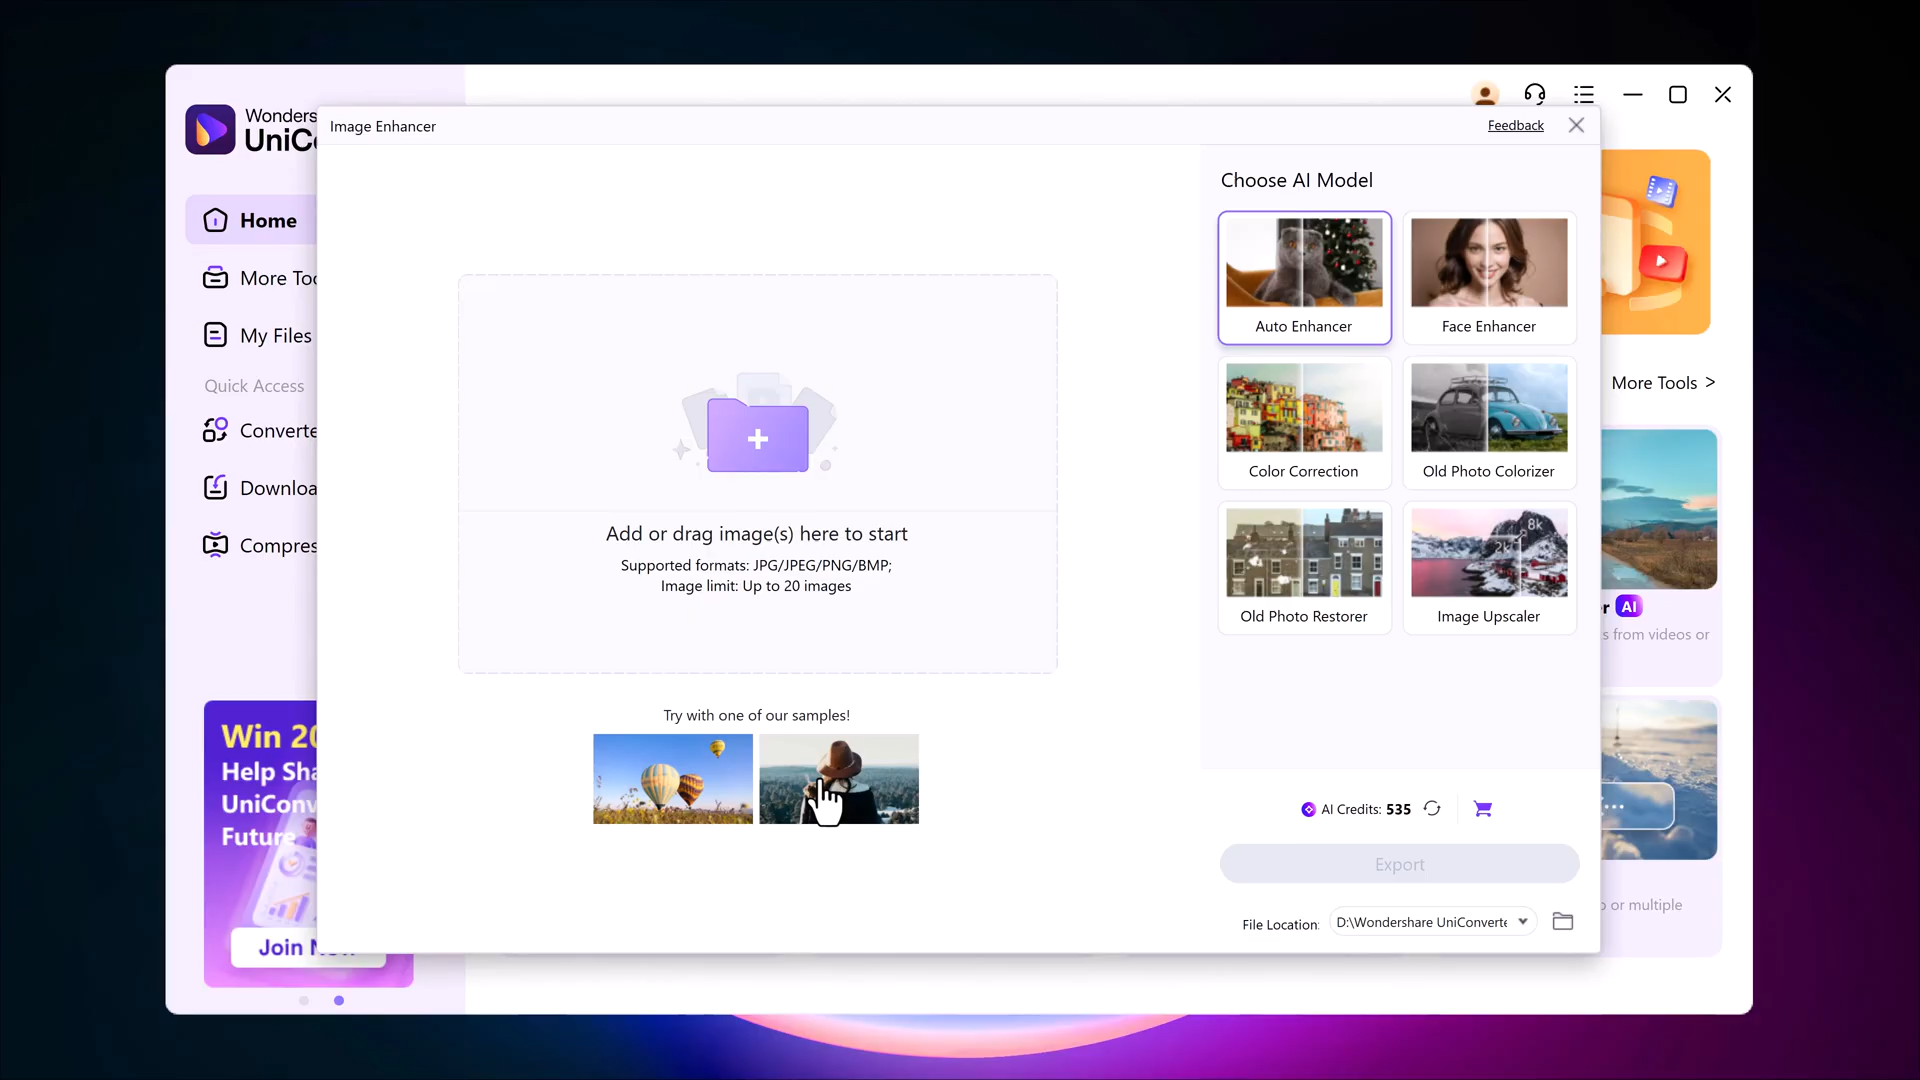 Wonders
UniCo
Home
More Too
My Files
Quick Access
Converte
Downloa
Compres
Win 20
Help Sha
UniConv
Future
Join N
Image Enhancer
Feedback
Add or drag image(s) here to start
Supported formats: JPG/JPEG/PNG/BMP;
Image limit: Up to 20 images
Try with one of our samples!
Choose AI Model
Auto Enhancer
Face Enhancer
Color Correction
Old Photo Colorizer
8k
2k
Old Photo Restorer
Image Upscaler
AI Credits: 535
Export
File Location:
D:\Wondershare UniConverte
More Tools >
r AI
s from videos or
o or multiple